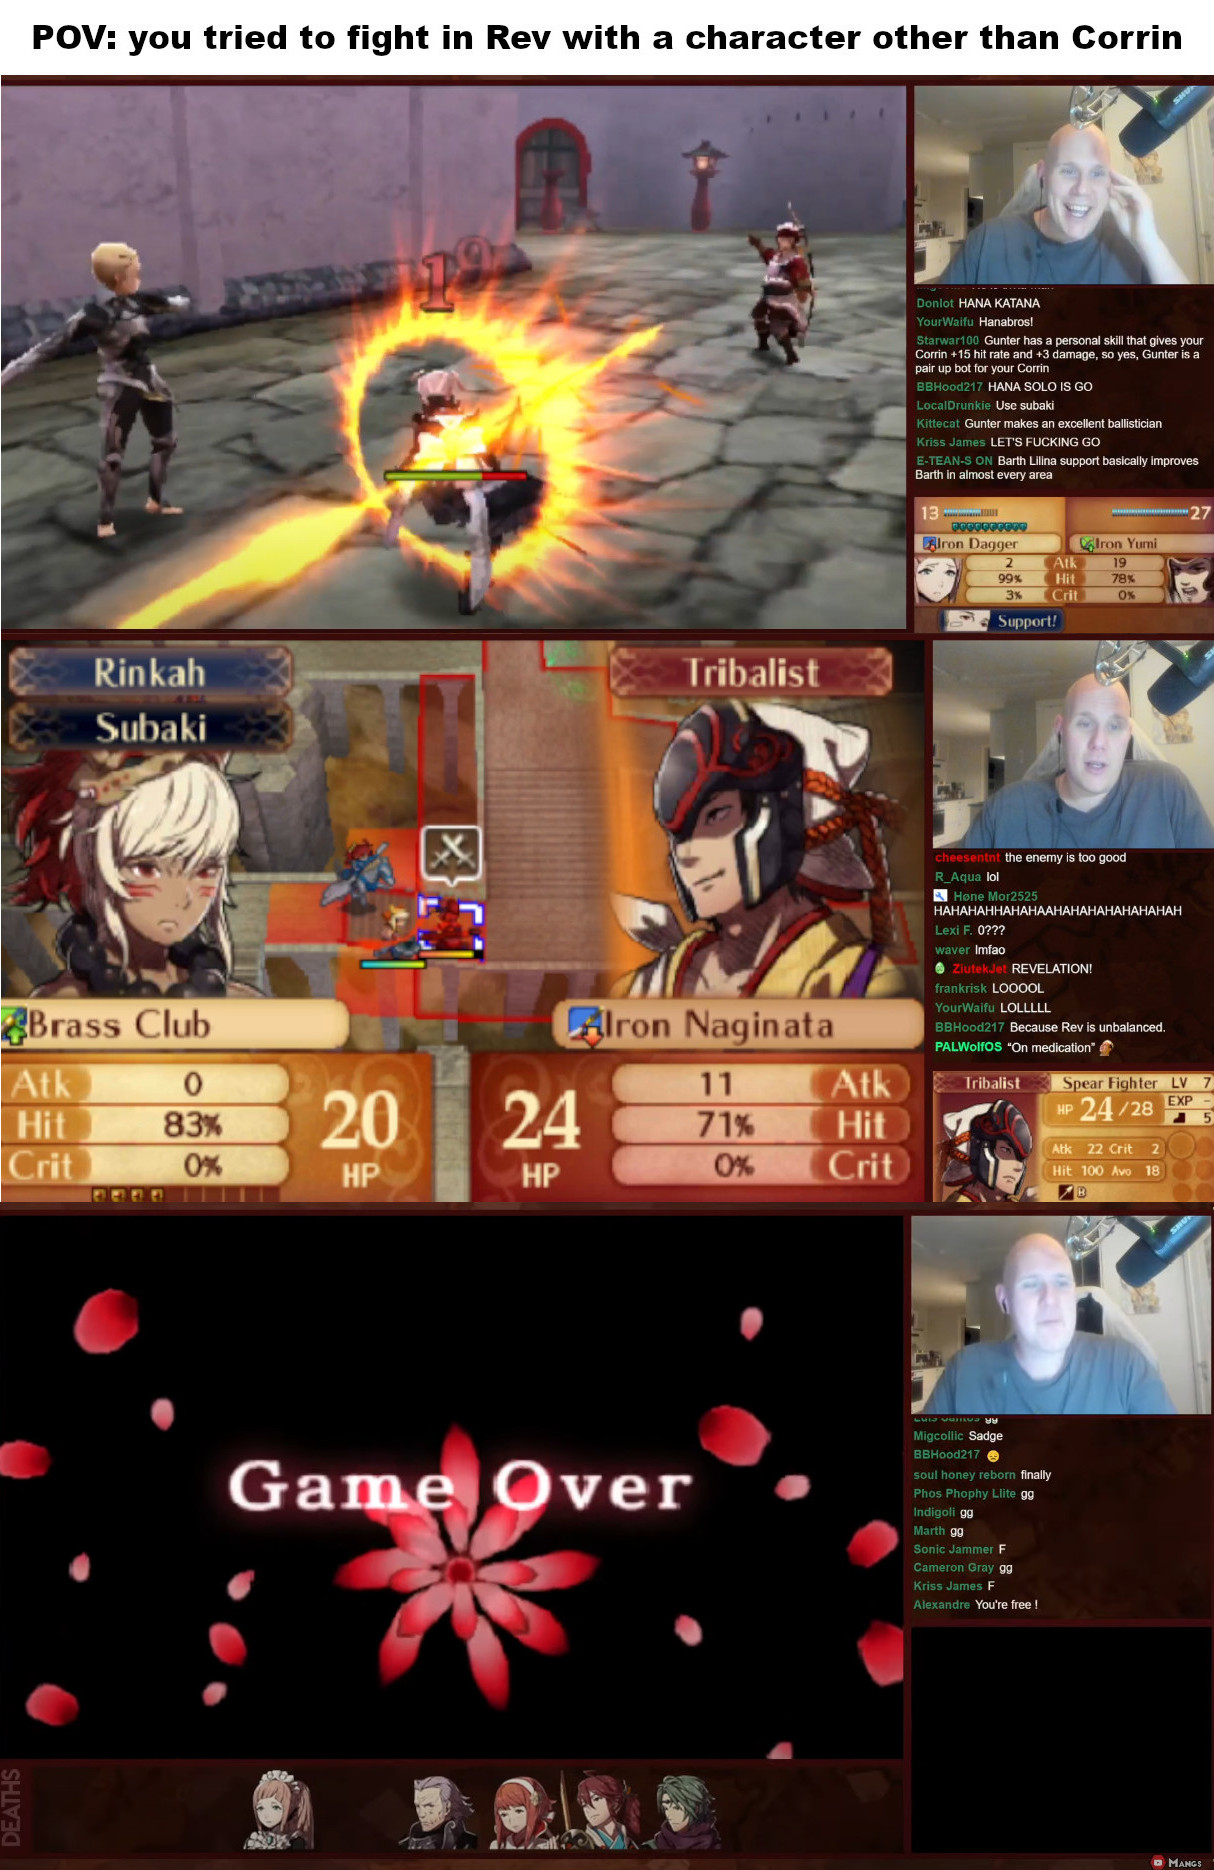 POV: you tried to fight in Rev with a character other than Corrin
19
Donlot HANA KATANA
YourWaifu Hanabros!
Starwar100 Gunter has a personal skill that gives your
Corrin +15 hit rate and +3 damage, so yes, Gunter is a
pair up bot for your Corrin
BBHood217 HANA SOLO IS GO
LocalDrunkie Use subaki
Kittecat Gunter makes an excellent ballistician
Kriss James LET'S FUCKING GO
E-TEAN-S ON Barth Lilina support basically improves
Barth in almost every area
13 27
Iron Dagger Iron Yumi
2 Atk 19
99% Hit 78%
3% Crit 0%
Support!
Rinkah
Subaki
Tribalist
Brass Club
Iron Naginata
Atk 0 20 HP 24 HP 11 Atk
Hit 83% 71% Hit
Crit 0% 0% Crit
cheesentnt the enemy is too good
R_Aqua lol
Høne Mor2525
HAHAHAHHAHAHAAHAHAHAHAHAHAHAH
Lexi F. 0???
waver lmfao
ZiutekJet REVELATION!
frankrisk LOOOOL
YourWaifu LOLLLLL
BBHood217 Because Rev is unbalanced.
PALWolfOS "On medication"
Tribalist Spear Fighter LV 7
HP 24/28 EXP -
5
Atk 22 Crit 2
Hit 100 Avo 18
B
Game Over
Luis Santos gg
Migcollic Sadge
BBHood217
soul honey reborn finally
Phos Phophy Llite gg
Indigoli gg
Marth gg
Sonic Jammer F
Cameron Gray gg
Kriss James F
Alexandre You're free !
DEATHS
MANGS